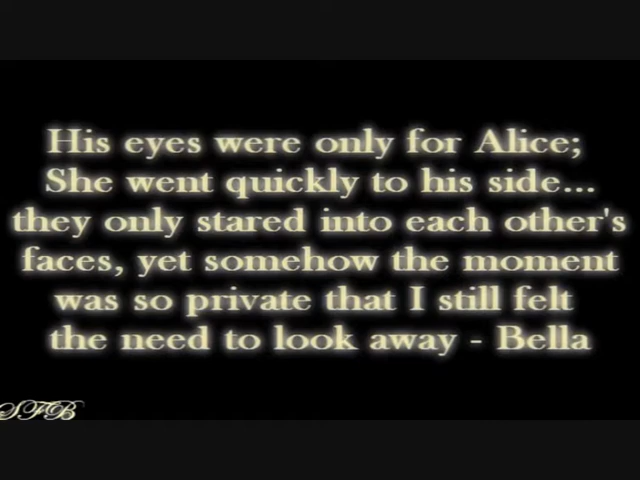 His eyes were only for Alice;
She went quickly to his side...
they only stared into each other's
faces, yet somehow the moment
was so private that I still felt
the need to look away - Bella
SFB